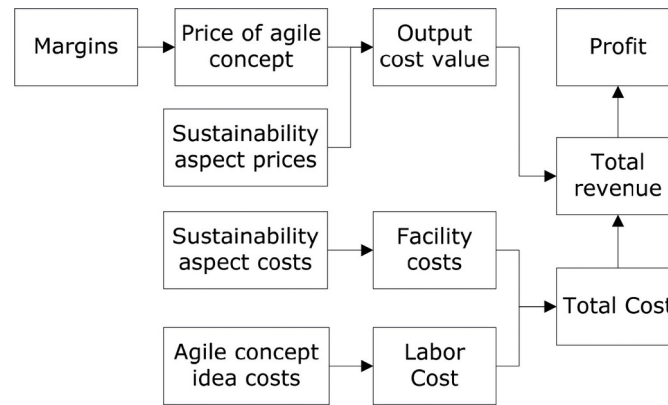 Margins
Price of agile
concept
Output
cost value
Profit
Sustainability
aspect prices
Total
revenue
Sustainability
aspect costs
Facility
costs
Total Cost
Agile concept
idea costs
Labor
Cost